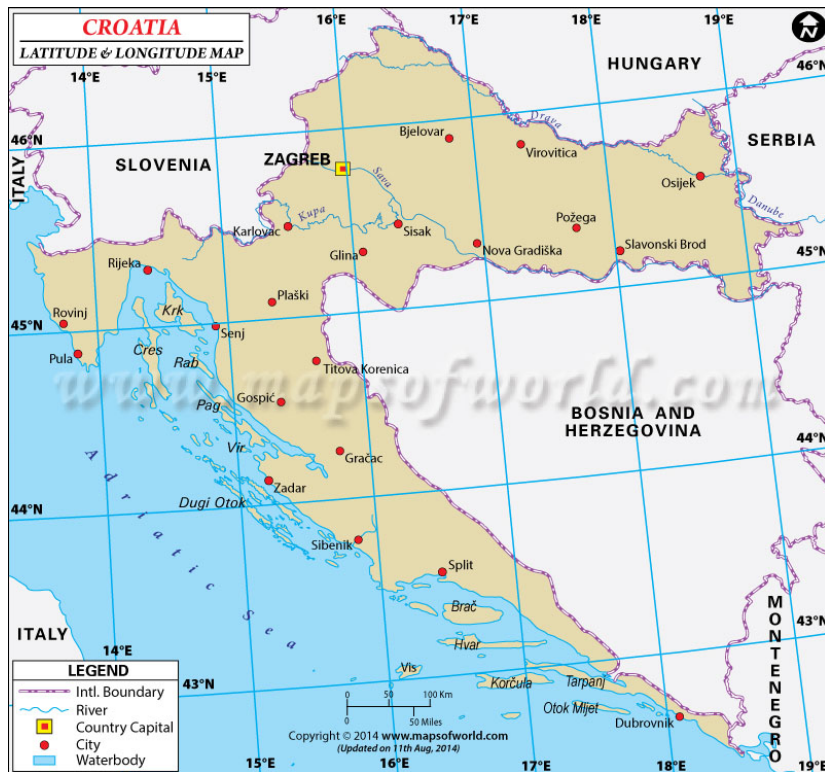 CROATIA
LATITUDE & LONGITUDE MAP
14°E
15°E
16°E
17°E
18°E
19°E
N
HUNGARY
46°N
46°N
ITALY
SLOVENIA
SERBIA
Drava
Bjelovar
Virovitica
ZAGREB
Sava
Osijek
Danube
Kupa
Karlovac
Sisak
Požega
Glina
Nova Gradiška
Slavonski Brod
45°N
Rijeka
Plaški
Rovinj
Krk
Senj
45°N
Pula
Cres
Rab
Titova Korenica
www.mapsofworld.com
Pag
Gospić
BOSNIA AND
HERZEGOVINA
Vir
Gračac
44°N
Adriatic Sea
Zadar
Dugi Otok
44°N
Sibenik
Split
Brač
ITALY
Hvar
43°N
MONTENEGRO
14°E
Vis
Korčula
Tarpanj
43°N
Otok Mljet
Dubrovnik
LEGEND
Intl. Boundary
River
Country Capital
City
Waterbody
0 50 100 Km
0 50 Miles
Copyright © 2014 www.mapsofworld.com
(Updated on 11th Aug, 2014)
15°E
16°E
17°E
18°E
19°E